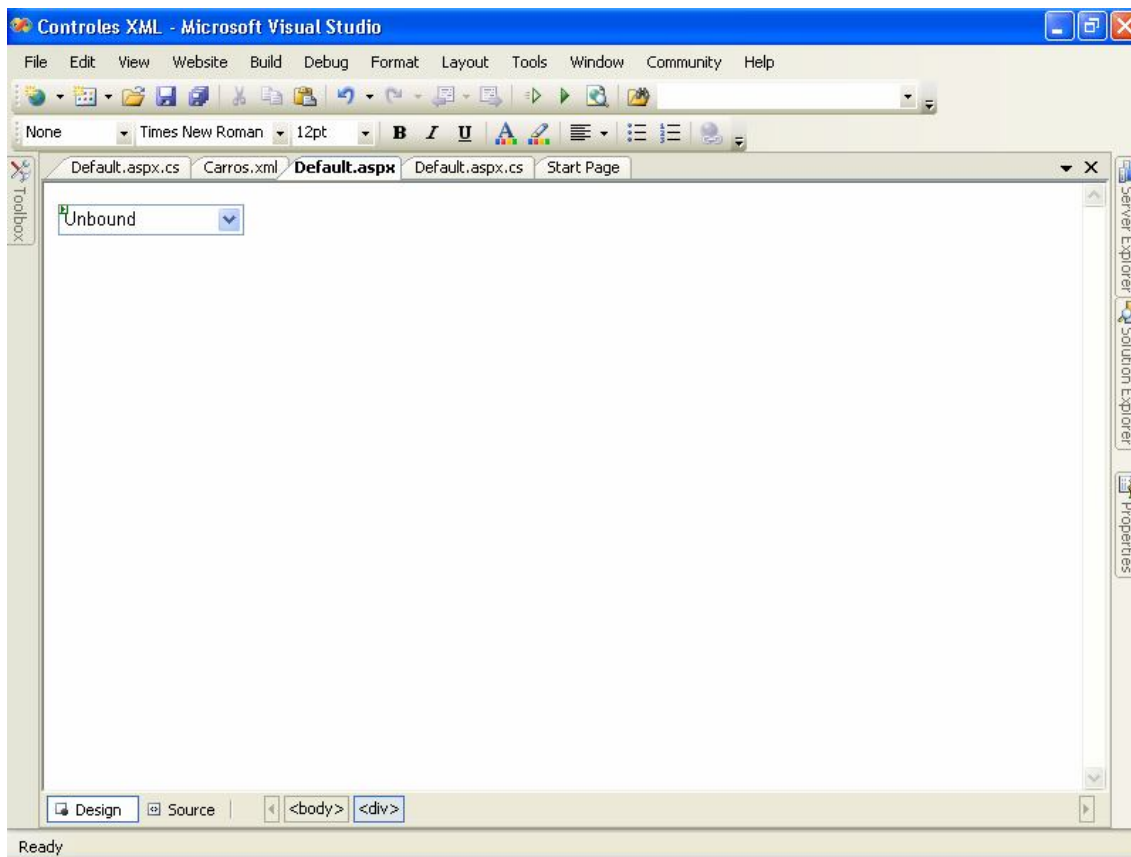 Controles XML - Microsoft Visual Studio
File Edit View Website Build Debug Format Layout Tools Window Community Help
None Times New Roman 12pt B I U A
Toolbox
Default.aspx.cs Carros.xml Default.aspx Default.aspx.cs Start Page
Unbound
Server Explorer
Solution Explorer
Properties
Design Source <body> <div>
Ready